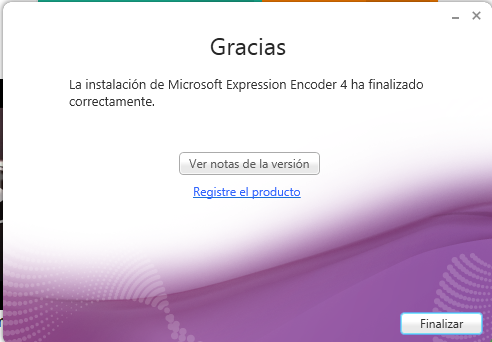 Gracias
La instalación de Microsoft Expression Encoder 4 ha finalizado
correctamente.
Ver notas de la versión
Registre el producto
Finalizar